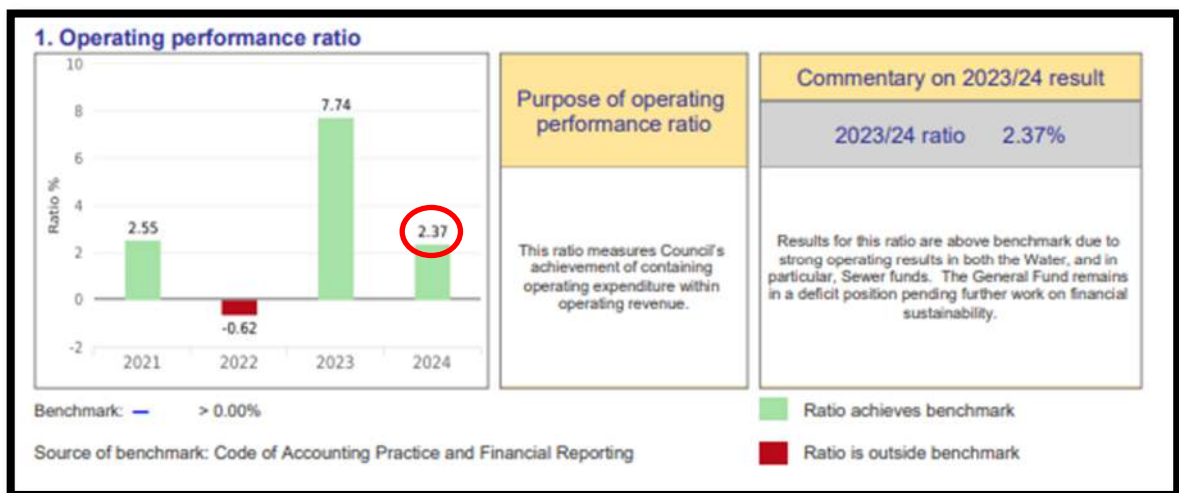 1. Operating performance ratio
10
8
6
4
2
0
-2
Ratio %
2.55
-0.62
7.74
2.37
2021
2022
2023
2024
Purpose of operating
performance ratio
This ratio measures Council's
achievement of containing
operating expenditure within
operating revenue.
Commentary on 2023/24 result
2023/24 ratio 2.37%
Results for this ratio are above benchmark due to
strong operating results in both the Water, and in
particular, Sewer funds. The General Fund remains
in a deficit position pending further work on financial
sustainability.
Benchmark: — > 0.00%
Source of benchmark: Code of Accounting Practice and Financial Reporting
Ratio achieves benchmark
Ratio is outside benchmark